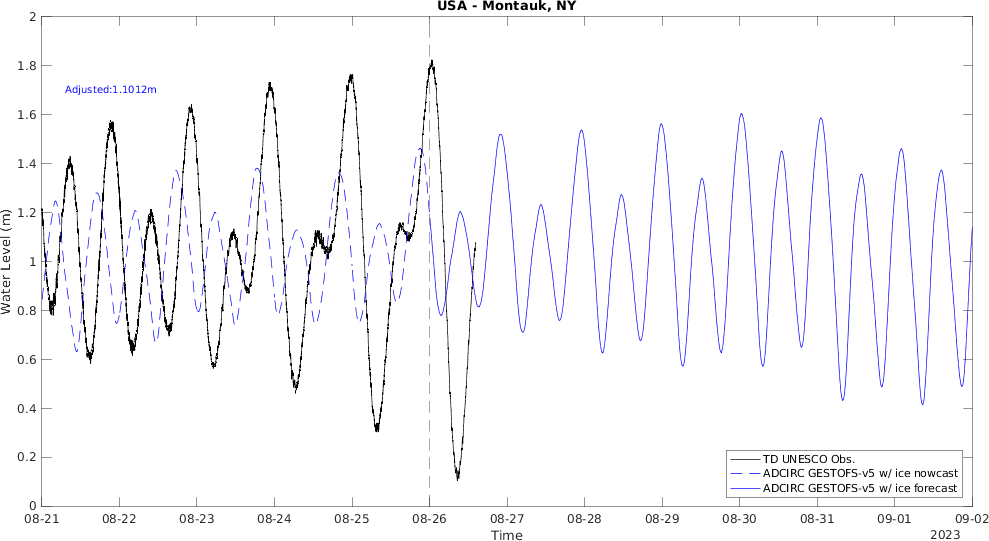 USA - Montauk, NY
2
1.8
1.6
1.4
1.2
1
0.8
0.6
0.4
0.2
0
Water Level (m)
Adjusted:1.1012m
TD UNESCO Obs.
ADCIRC GESTOFS-v5 w/ ice nowcast
ADCIRC GESTOFS-v5 w/ ice forecast
08-21 08-22 08-23 08-24 08-25 08-26 08-27 08-28 08-29 08-30 08-31 09-01 09-02
Time
2023